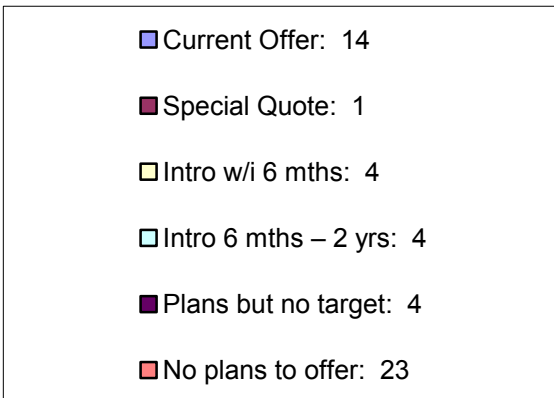 Current Offer: 14
Special Quote: 1
Intro w/i 6 mths: 4
Intro 6 mths – 2 yrs: 4
Plans but no target: 4
No plans to offer: 23